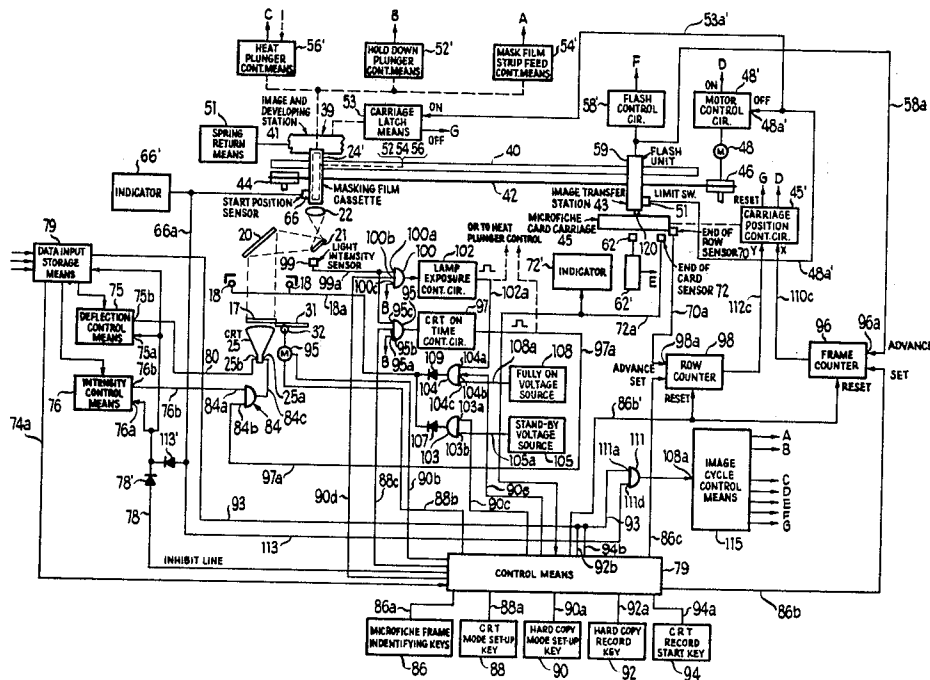 C
I
B
A
HEAT PLUNGER CONT. MEANS
56'
HOLD DOWN PLUNGER CONT. MEANS
52'
MASK FILM STRIP FEED CONT. MEANS
54'
53a'
F
D
ON
48'
58'
FLASH CONTROL CIR.
MOTOR CONTROL CIR.
OFF
48a'
58a
51
IMAGE AND DEVELOPING STATION
41
39
53
CARRIAGE LATCH MEANS
ON
G
OFF
SPRING RETURN MEANS
24'
52 54 56
40
59
FLASH UNIT
M
48
46
G D
66'
INDICATOR
44
START POSITION SENSOR
66
MASKING FILM CASSETTE
22
42
IMAGE TRANSFER STATION
43
LIMIT SW.
51
RESET
45'
CARRIAGE POSITION CONT. CIR.
66a
MICROFICHE CARD CARRIAGE
45
20
21
LIGHT INTENSITY SENSOR
99
99a'
100b
100a
100
100c
102
OR TO HEAT PLUNGER CONTROL
62
120
END OF ROW SENSOR 70
Y
X
79
DATA INPUT STORAGE MEANS
LAMP EXPOSURE CONT. CIR.
72'
INDICATOR
62'
E
END OF CARD SENSOR 72
48a'
18'
18
18a
95
95c
102a
112c
110c
75
DEFLECTION CONTROL MEANS
75b
75a
17
31
32
CRT
25
25b
B
95b
95a
97
CRT ON TIME CONT. CIR.
72a
70a
96
96a
ADVANCE
80
M
95
109
104a
108a
108
97a
98a
98
ADVANCE SET
ROW COUNTER
FRAME COUNTER
SET
RESET
76
INTENSITY CONTROL MEANS
76b
76a
76b
84a
84b
25a
84
84c
104
104b
104c
103a
FULLY ON VOLTAGE SOURCE
86b'
RESET
74a
113'
107
103
103b
105a
STAND-BY VOLTAGE SOURCE
105
111
111a
111d
108a
IMAGE CYCLE CONTROL MEANS
A
B
C
D
E
F
G
78'
97a
90d
88c
90b
88b
90e
90c
78
93
113
93
94b
92b
86c
115
INHIBIT LINE
CONTROL MEANS
79
86a
88a
90a
92a
94a
86b
MICROFICHE FRAME INDENTIFYING KEYS
86
C.R.T. MODE SET-UP KEY
88
HARD COPY MODE SET-UP KEY
90
HARD COPY RECORD KEY
92
C.R.T RECORD START KEY
94